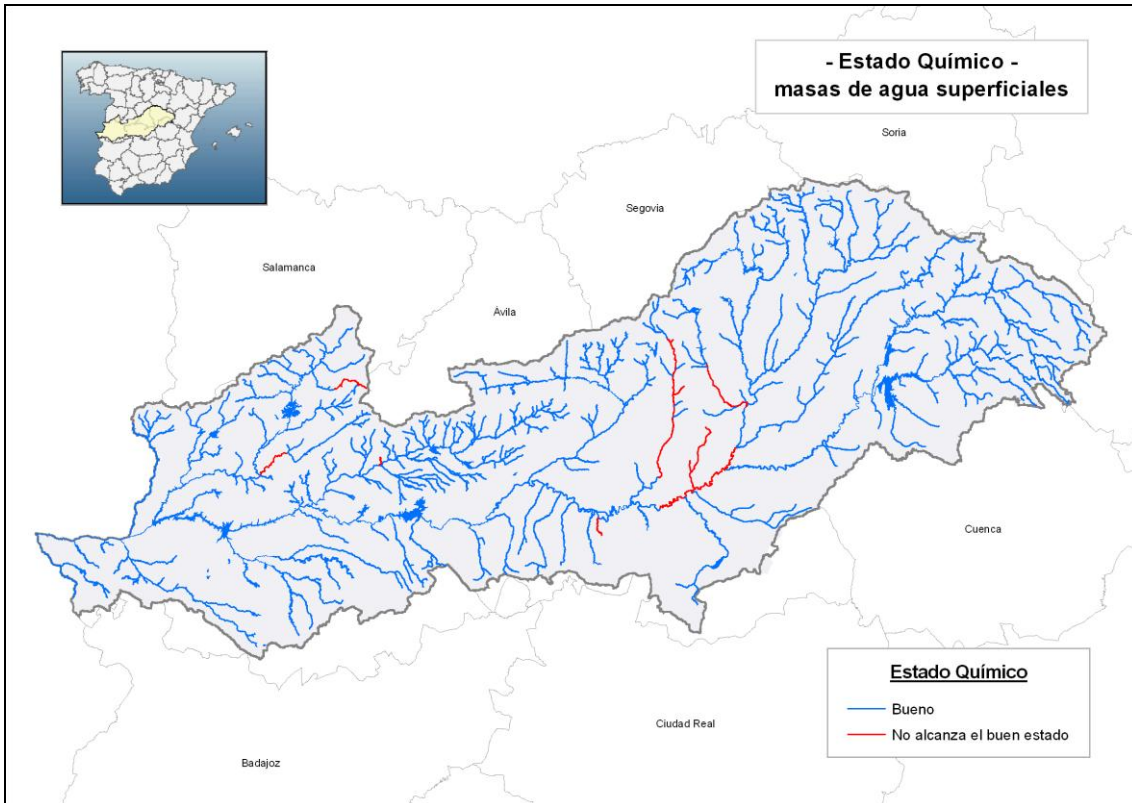 - Estado Químico -
masas de agua superficiales
Soria
Segovia
Salamanca
Ávila
Cuenca
Estado Químico
Bueno
No alcanza el buen estado
Ciudad Real
Badajoz